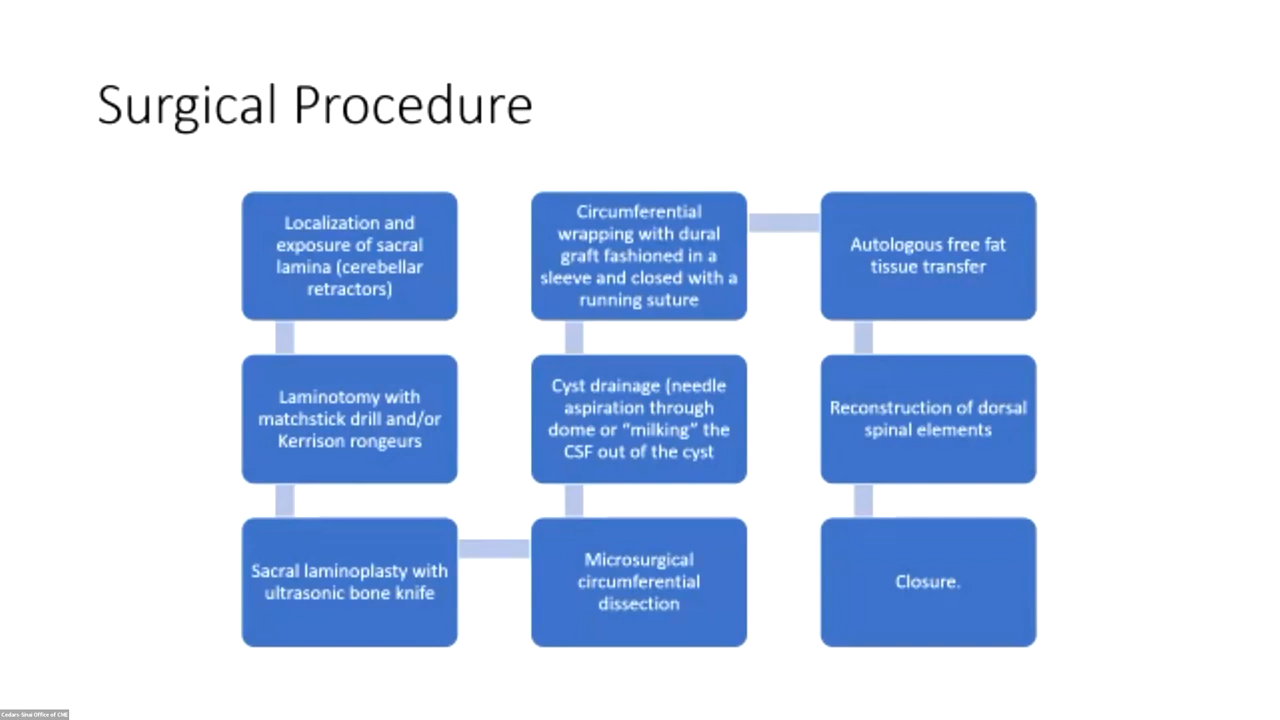 Surgical Procedure
Localization and
exposure of sacral
lamina (cerebellar
retractors)
Laminotomy with
matchstick drill and/or
Kerrison rongeurs
Sacral laminoplasty with
ultrasonic bone knife
Microsurgical
circumferential
dissection
Cyst drainage (needle
aspiration through
dome or “milking” the
CSF out of the cyst
Circumferential
wrapping with dural
graft fashioned in a
sleeve and closed with a
running suture
Autologous free fat
tissue transfer
Reconstruction of dorsal
spinal elements
Closure.
Cedars-Sinai Office of CME